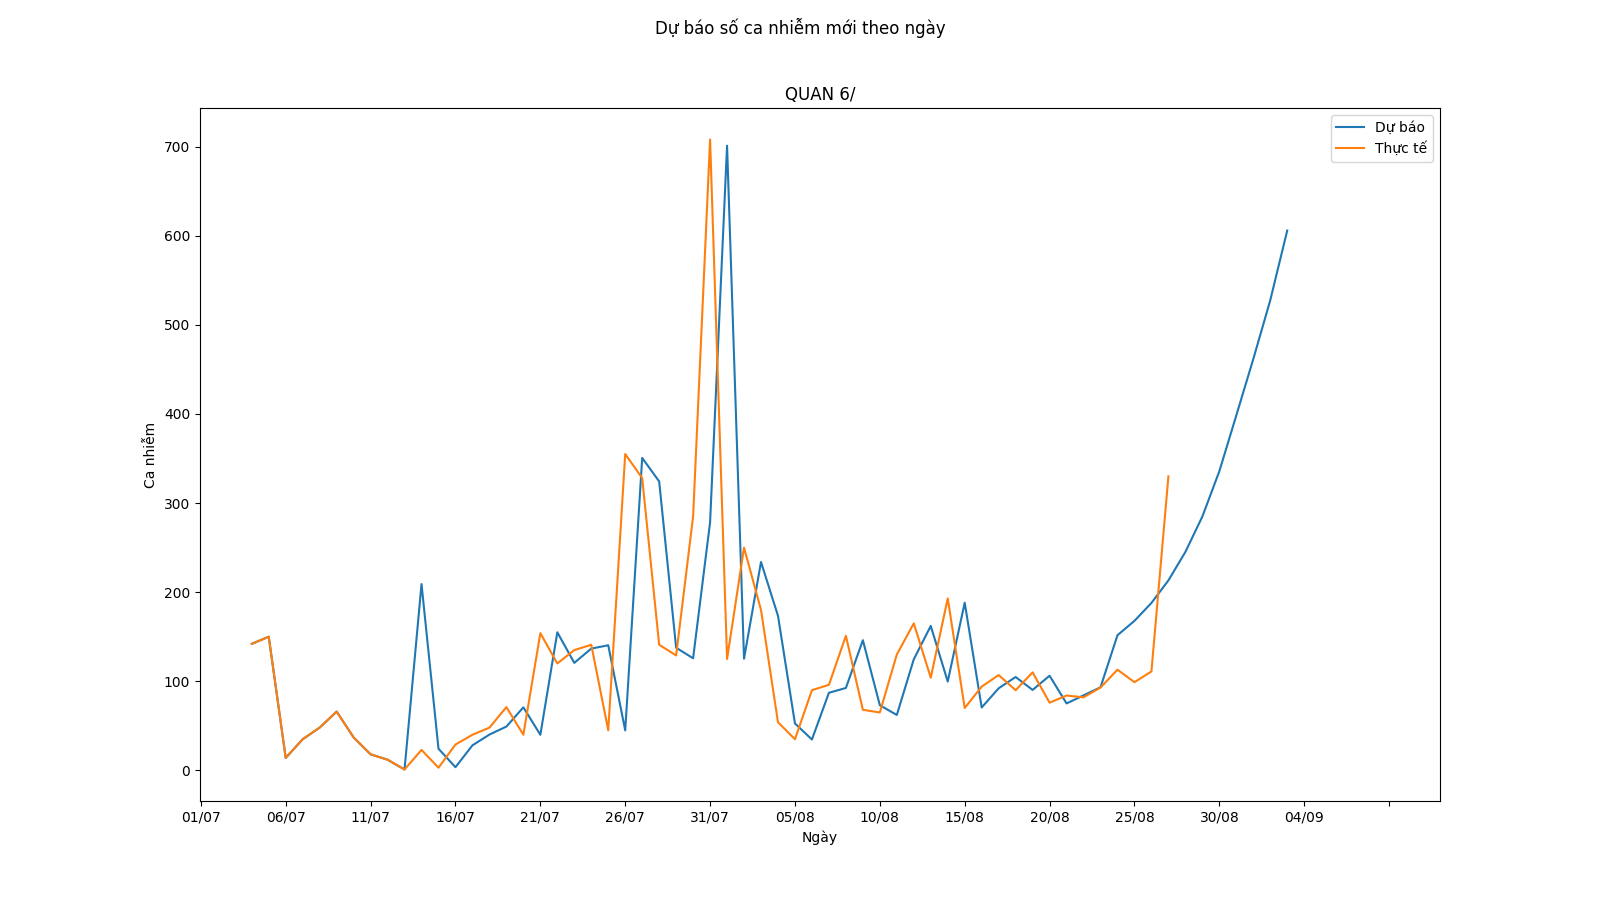 Dự báo số ca nhiễm mới theo ngày
QUAN 6/
Dự báo
Thực tế
700
600
500
400
300
200
100
0
Ca nhiễm
01/07 06/07 11/07 16/07 21/07 26/07 31/07 05/08 10/08 15/08 20/08 25/08 30/08 04/09
Ngày